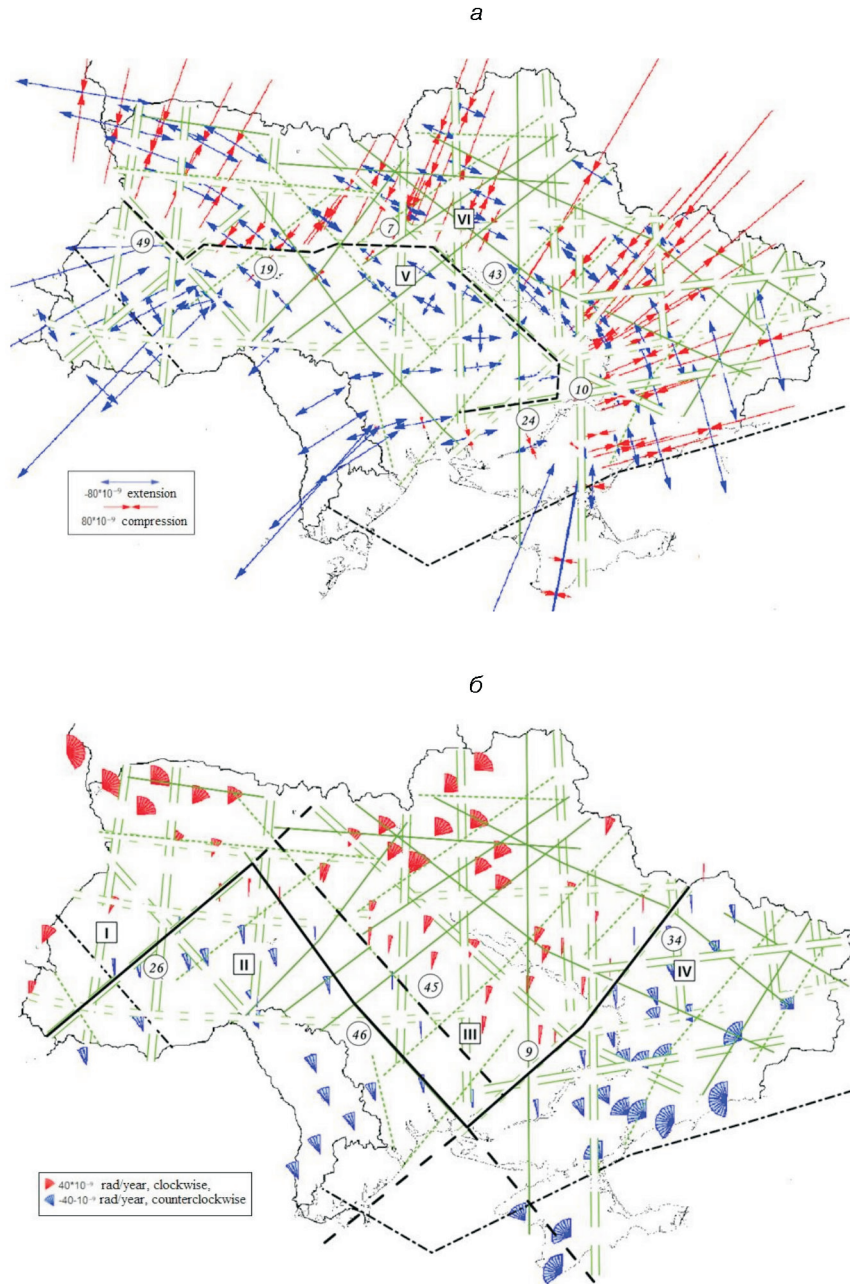 а
VI
7
49
V
43
19
10
24
-80*10⁻⁹ extension
80*10⁻⁹ compression
б
I
34
26
II
IV
45
III
46
9
40*10⁻⁹ rad/year, clockwise,
-40-10⁻⁹ rad/year, counterclockwise